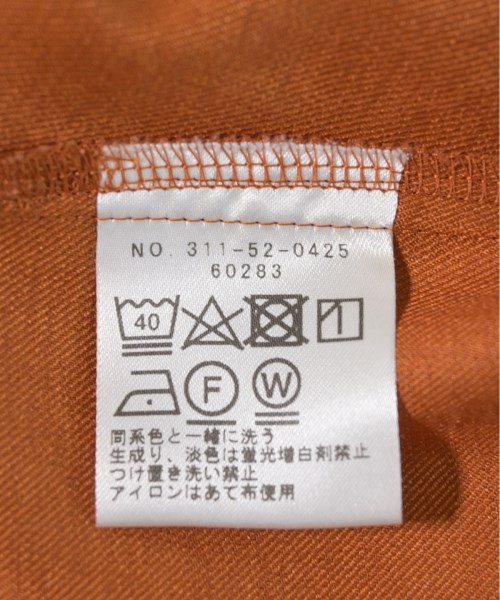 NO. 311-52-0425
60283
40
F W
同系色と一緒に洗う
生成り、淡色は蛍光増白剤禁止
つけ置き洗い禁止
アイロンはあて布使用